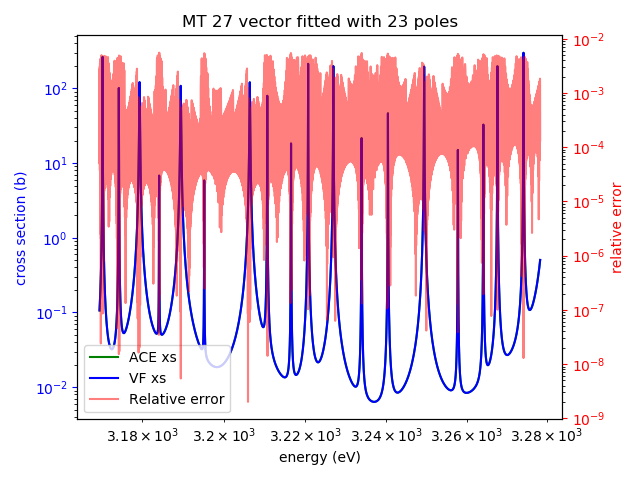 MT 27 vector fitted with 23 poles
cross section (b)
10²
10¹
10⁰
10⁻¹
10⁻²
10⁻²
10⁻³
10⁻⁴
10⁻⁵
10⁻⁶
10⁻⁷
10⁻⁸
10⁻⁹
relative error
ACE xs
VF xs
Relative error
3.18 × 10³ 3.2 × 10³ 3.22 × 10³ 3.24 × 10³ 3.26 × 10³ 3.28 × 10³
energy (eV)